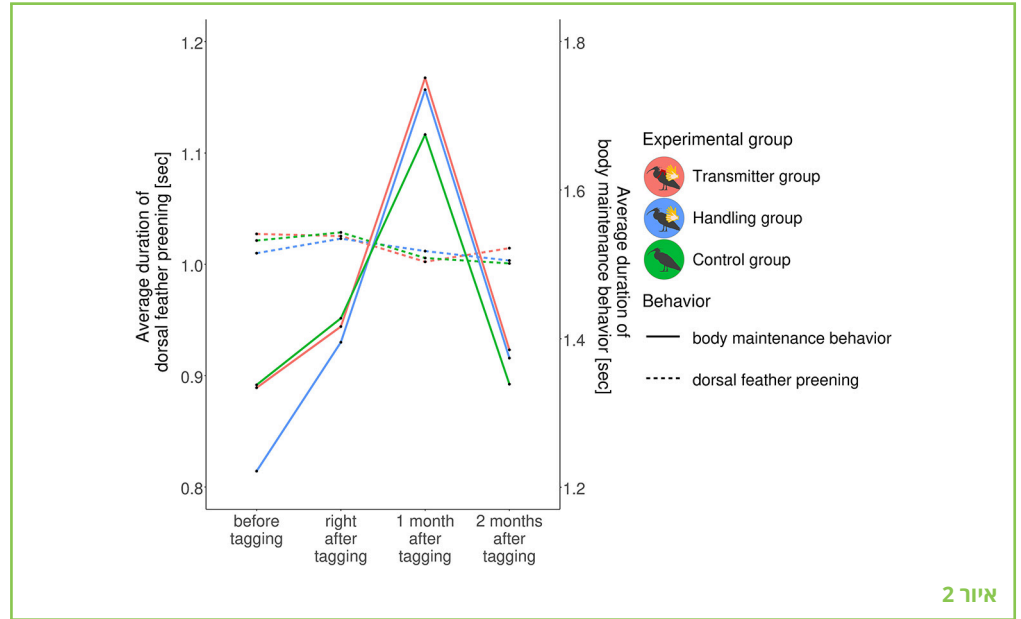 1.2
1.1
1.0
0.9
0.8
Average duration of
dorsal feather preening [sec]
before
tagging
right
after
tagging
1 month
after
tagging
2 months
after
tagging
1.8
1.6
1.4
1.2
Average duration of
body maintenance behavior [sec]
Experimental group
Transmitter group
Handling group
Control group
Behavior
body maintenance behavior
dorsal feather preening
איור 2